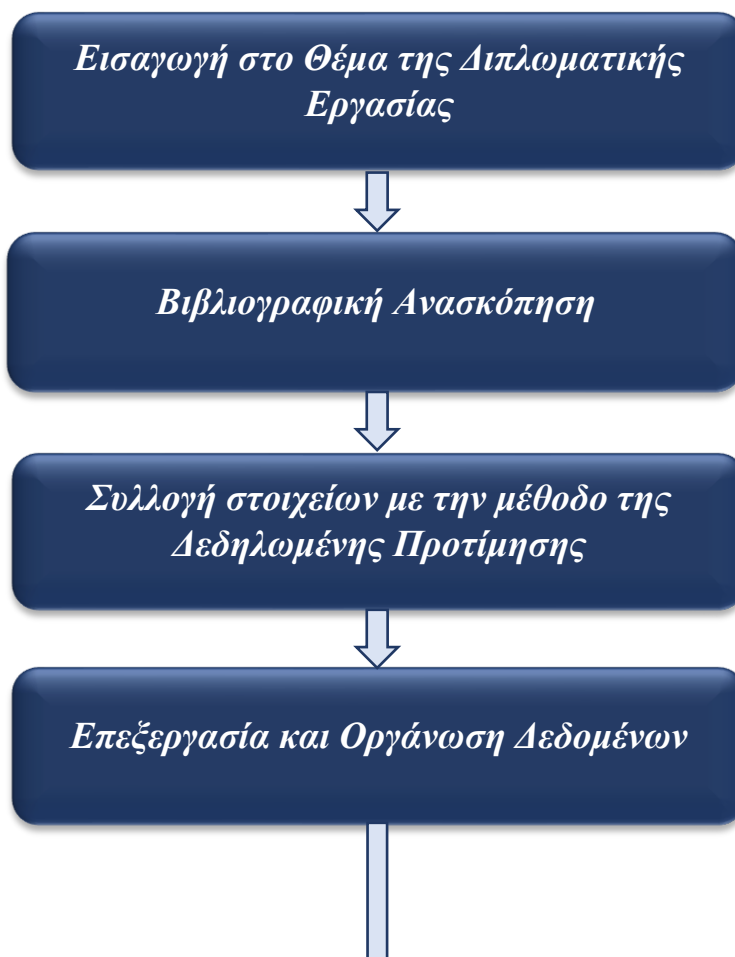 Εισαγωγή στο Θέμα της Διπλωματικής
Εργασίας
Βιβλιογραφική Ανασκόπηση
Συλλογή στοιχείων με την μέθοδο της
Δεδηλωμένης Προτίμησης
Επεξεργασία και Οργάνωση Δεδομένων